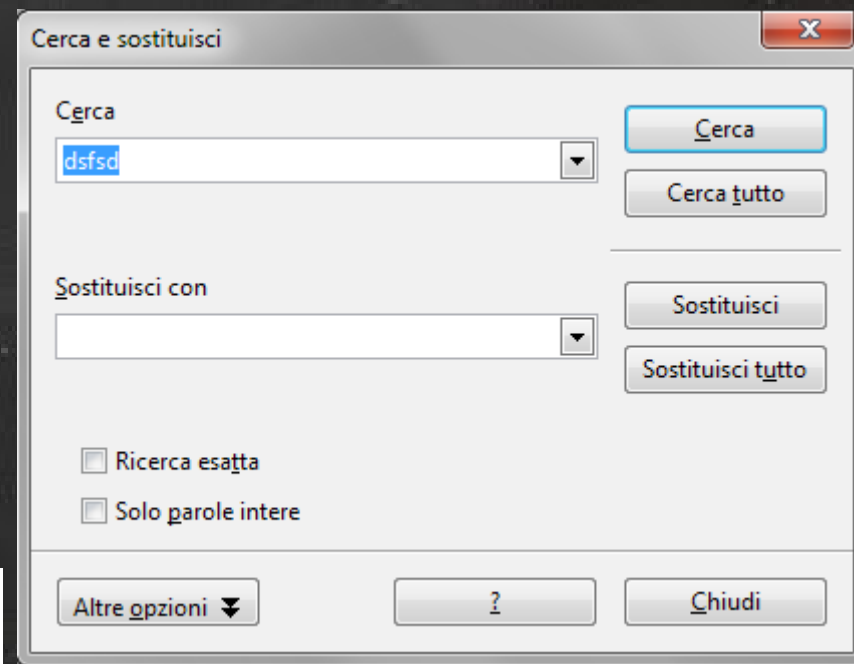 Cerca e sostituisci
Cerca
dsfsd
Cerca
Cerca tutto
Sostituisci con
Sostituisci
Sostituisci tutto
Ricerca esatta
Solo parole intere
Altre opzioni
?
Chiudi